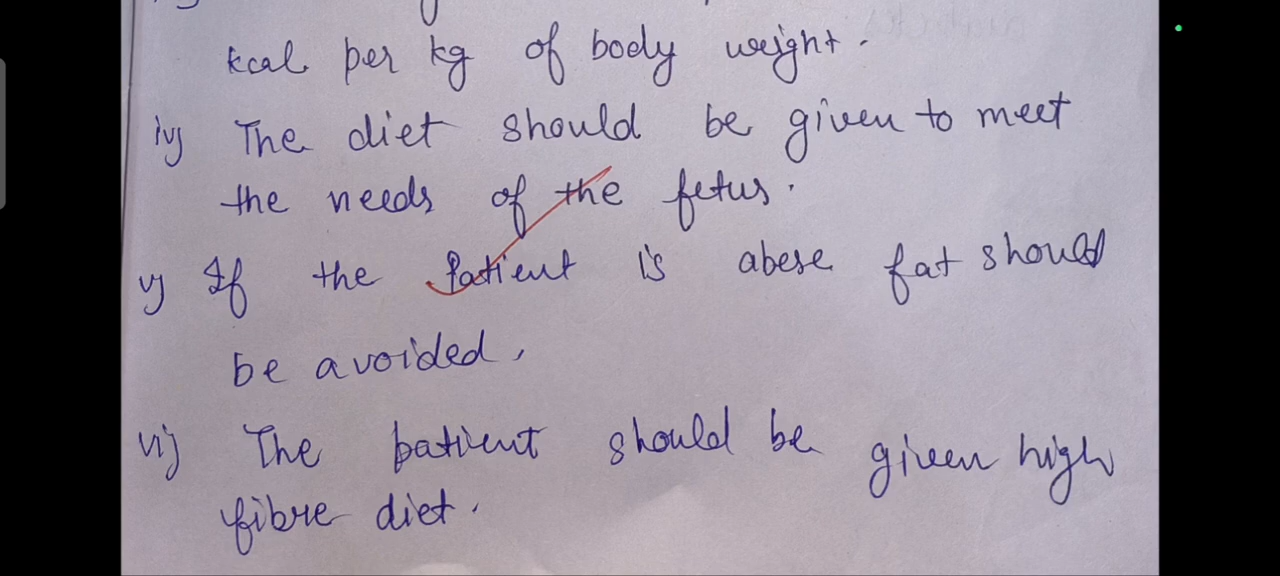 kcal per kg of body weight.
iv) The diet should be given to meet
the needs of the fetus.
v) If the Patient is abese fat should
be avoided,
vi) The patient should be given high
fibre diet.